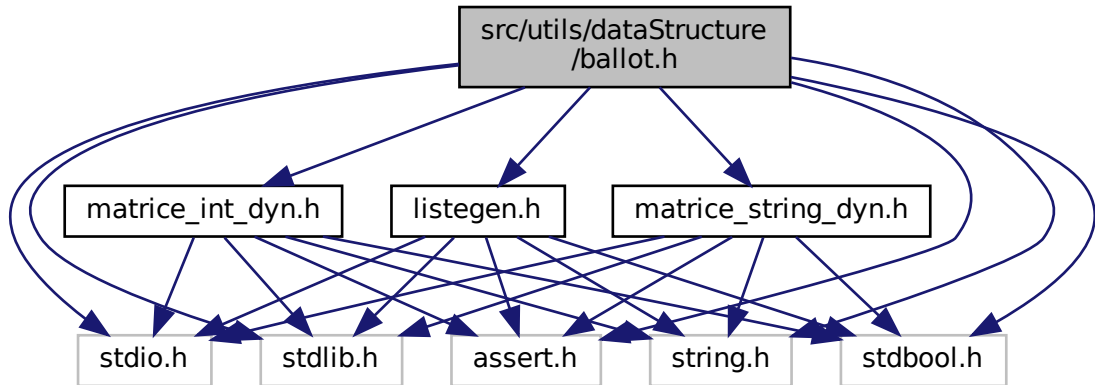 src/utils/dataStructure
/ballot.h
matrice_int_dyn.h
listegen.h
matrice_string_dyn.h
stdio.h
stdlib.h
assert.h
string.h
stdbool.h